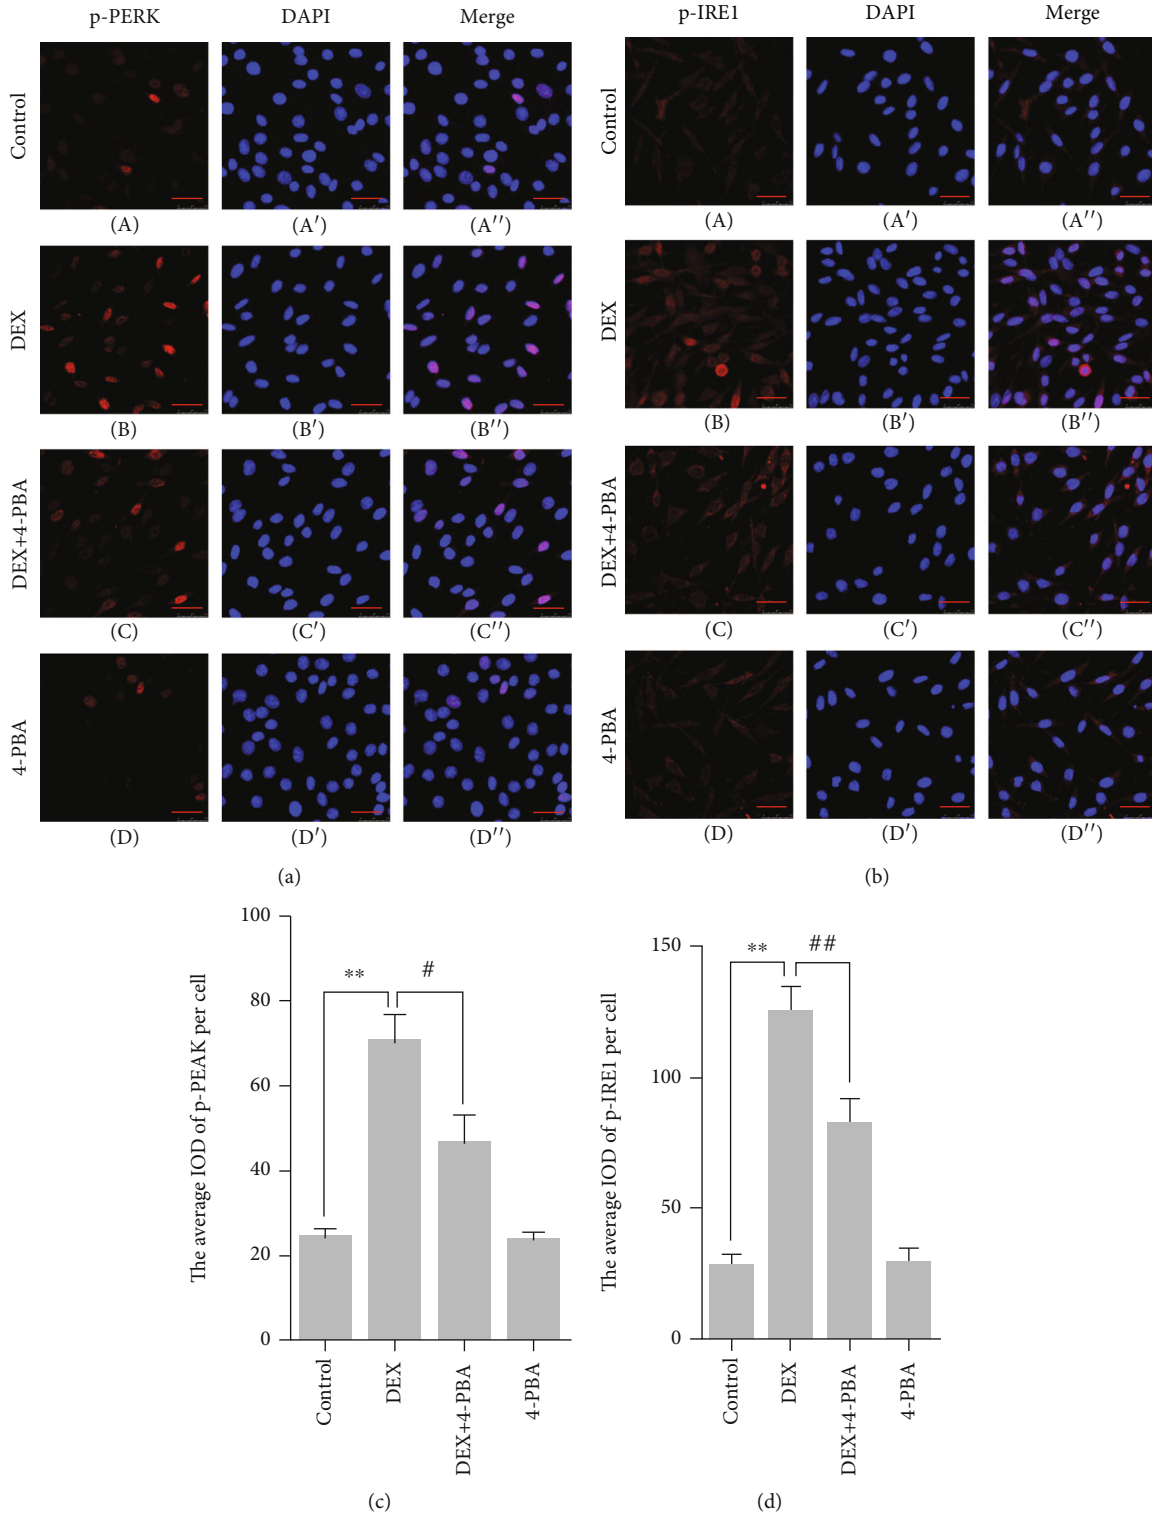 p-PERK DAPI Merge
Control
(A) (A′) (A′′)
DEX
(B) (B′) (B′′)
DEX+4-PBA
(C) (C′) (C′′)
4-PBA
(D) (D′) (D′′)
(a)
p-IRE1 DAPI Merge
Control
(A) (A′) (A′′)
DEX
(B) (B′) (B′′)
DEX+4-PBA
(C) (C′) (C′′)
4-PBA
(D) (D′) (D′′)
(b)
The average IOD of p-PEAK per cell
100
80
60
40
20
0
** #
Control DEX DEX+4-PBA 4-PBA
(c)
The average IOD of p-IRE1 per cell
150
100
50
0
** ##
Control DEX DEX+4-PBA 4-PBA
(d)